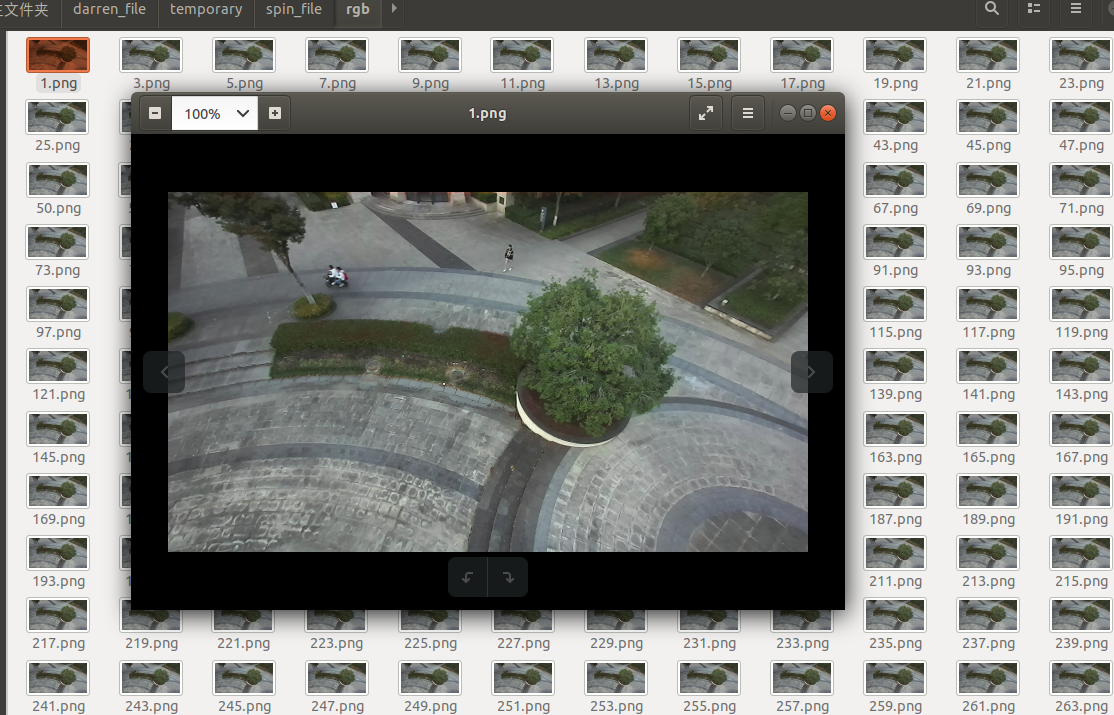 主文件夹 darren_file temporary spin_file rgb
1.png 3.png 5.png 7.png 9.png 11.png 13.png 15.png 17.png 19.png 21.png 23.png
100% 1.png
25.png 43.png 45.png 47.png
50.png 67.png 69.png 71.png
73.png 91.png 93.png 95.png
97.png 115.png 117.png 119.png
121.png 139.png 141.png 143.png
145.png 163.png 165.png 167.png
169.png 187.png 189.png 191.png
193.png 211.png 213.png 215.png
217.png 219.png 221.png 223.png 225.png 227.png 229.png 231.png 233.png 235.png 237.png 239.png
241.png 243.png 245.png 247.png 249.png 251.png 253.png 255.png 257.png 259.png 261.png 263.png